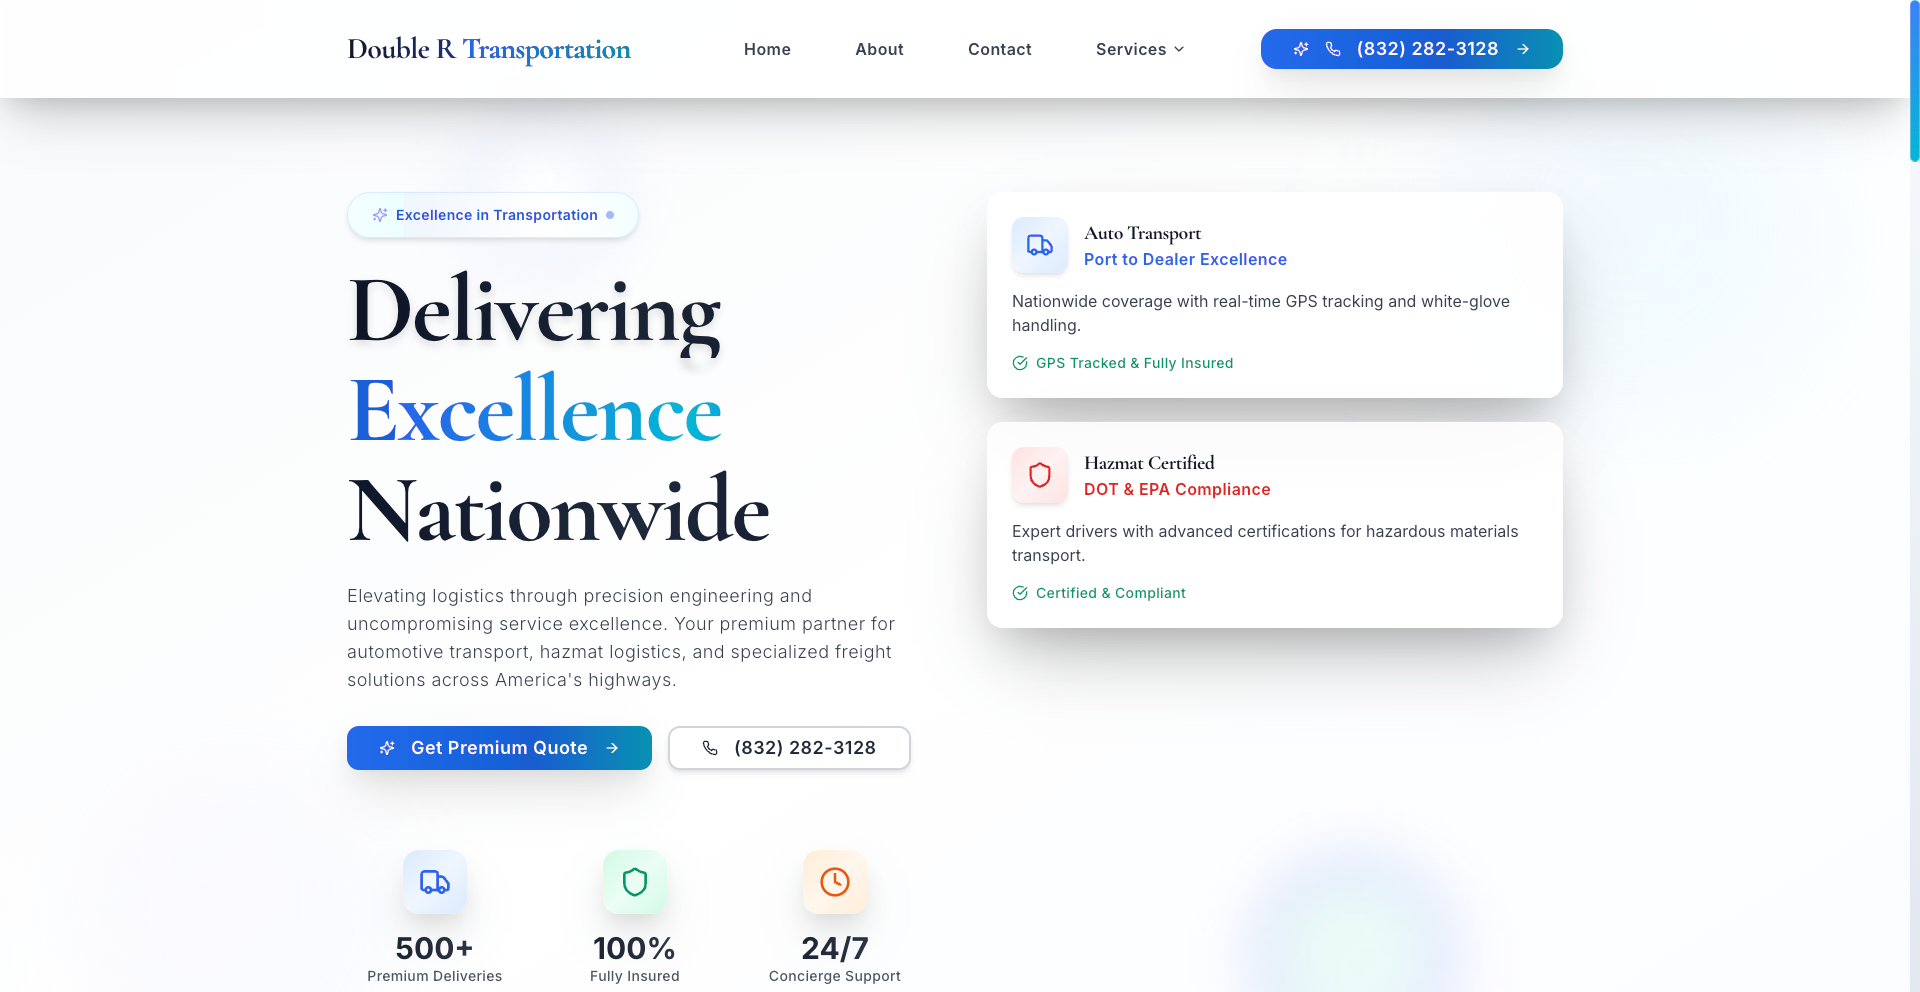 Double R Transportation
Home
About
Contact
Services
(832) 282-3128
Excellence in Transportation
Delivering
Excellence
Nationwide
Elevating logistics through precision engineering and
uncompromising service excellence. Your premium partner for
automotive transport, hazmat logistics, and specialized freight
solutions across America's highways.
Get Premium Quote
(832) 282-3128
500+
Premium Deliveries
100%
Fully Insured
24/7
Concierge Support
Auto Transport
Port to Dealer Excellence
Nationwide coverage with real-time GPS tracking and white-glove
handling.
GPS Tracked & Fully Insured
Hazmat Certified
DOT & EPA Compliance
Expert drivers with advanced certifications for hazardous materials
transport.
Certified & Compliant